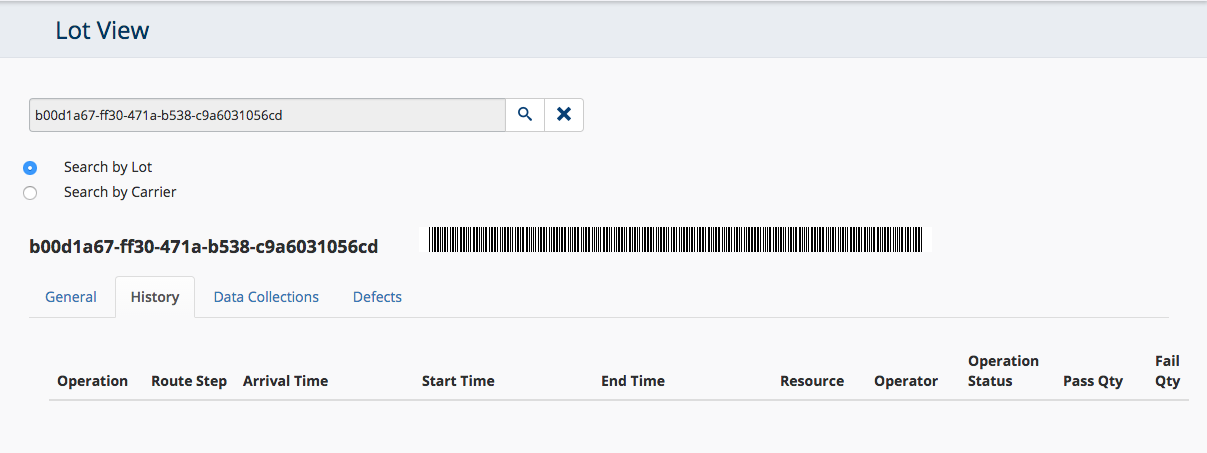 Lot View
b00d1a67-ff30-471a-b538-c9a6031056cd
Search by Lot
Search by Carrier
b00d1a67-ff30-471a-b538-c9a6031056cd
General History Data Collections Defects
Operation Route Step Arrival Time Start Time End Time Resource Operator Operation Status Pass Qty Fail Qty